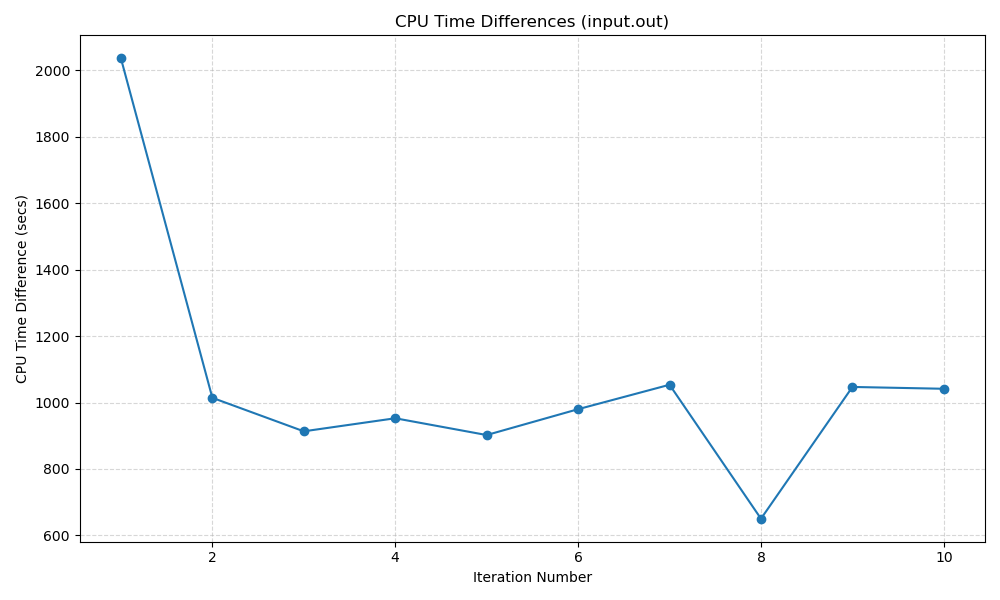 CPU Time Differences (input.out)
CPU Time Difference (secs)
2000
1800
1600
1400
1200
1000
800
600
2 4 6 8 10
Iteration Number